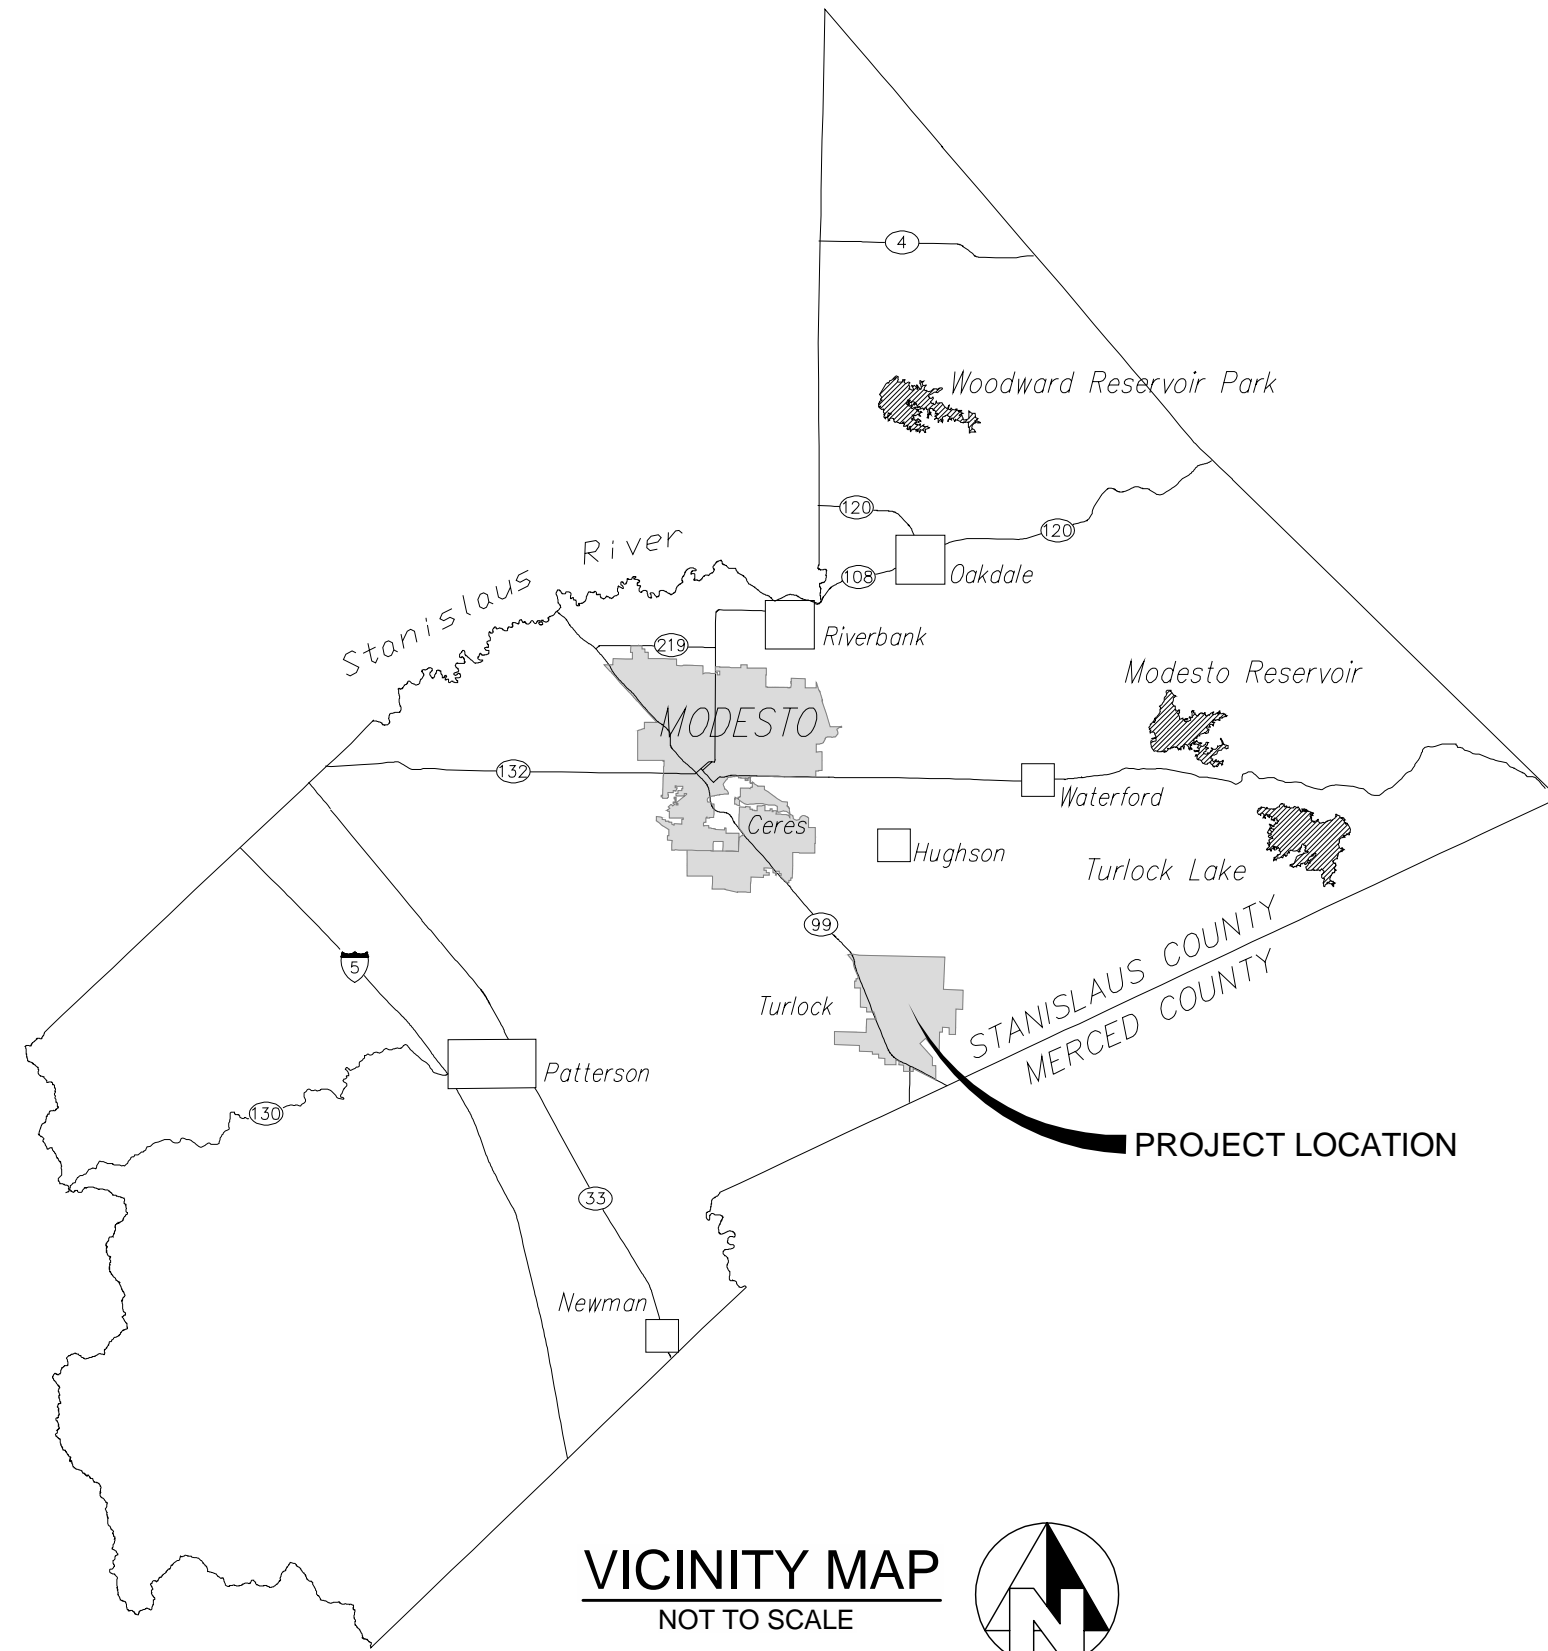 4
Woodward Reservoir Park
120
120
Stanislaus River
108
Oakdale
Riverbank
219
Modesto Reservoir
MODESTO
132
Waterford
Ceres
Hughson
Turlock Lake
99
STANISLAUS COUNTY
MERCED COUNTY
5
Turlock
Patterson
130
PROJECT LOCATION
33
Newman
VICINITY MAP
NOT TO SCALE
N